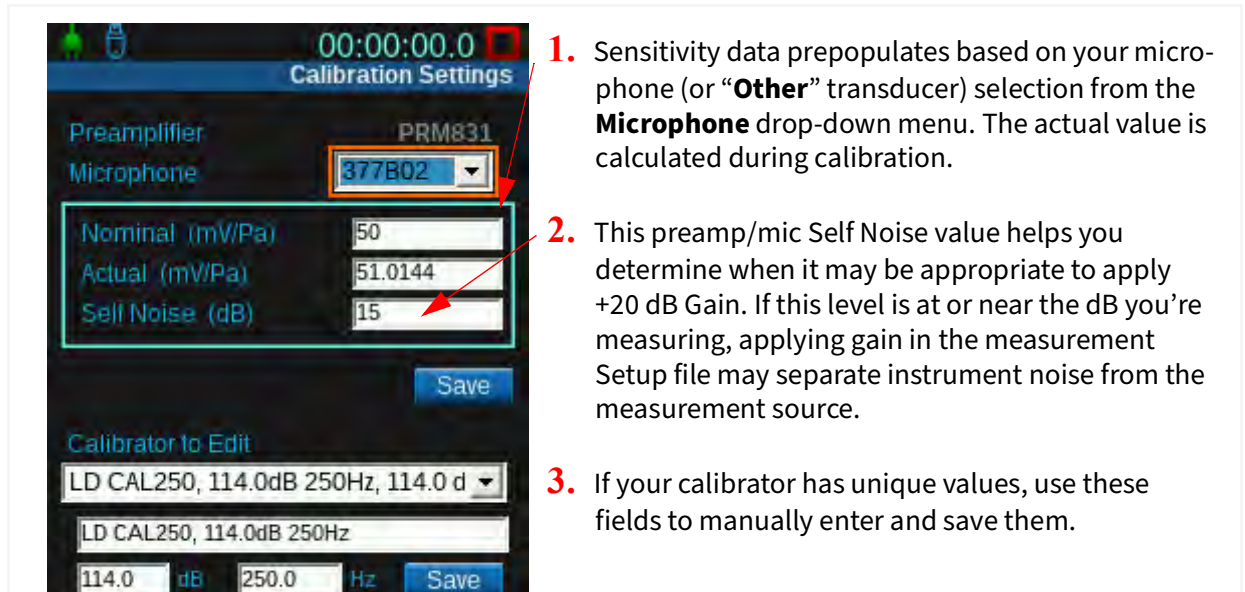 00:00:00.0
Calibration Settings
Preamplifier PRM831
Microphone 377B02
Nominal (mV/Pa) 50
Actual (mV/Pa) 51.0144
Self Noise (dB) 15
Save
Calibrator to Edit
LD CAL250, 114.0dB 250Hz, 114.0 d
LD CAL250, 114.0dB 250Hz
114.0 dB 250.0 Hz Save
1. Sensitivity data prepopulates based on your micro-
phone (or “Other” transducer) selection from the
Microphone drop-down menu. The actual value is
calculated during calibration.
2. This preamp/mic Self Noise value helps you
determine when it may be appropriate to apply
+20 dB Gain. If this level is at or near the dB you’re
measuring, applying gain in the measurement
Setup file may separate instrument noise from the
measurement source.
3. If your calibrator has unique values, use these
fields to manually enter and save them.